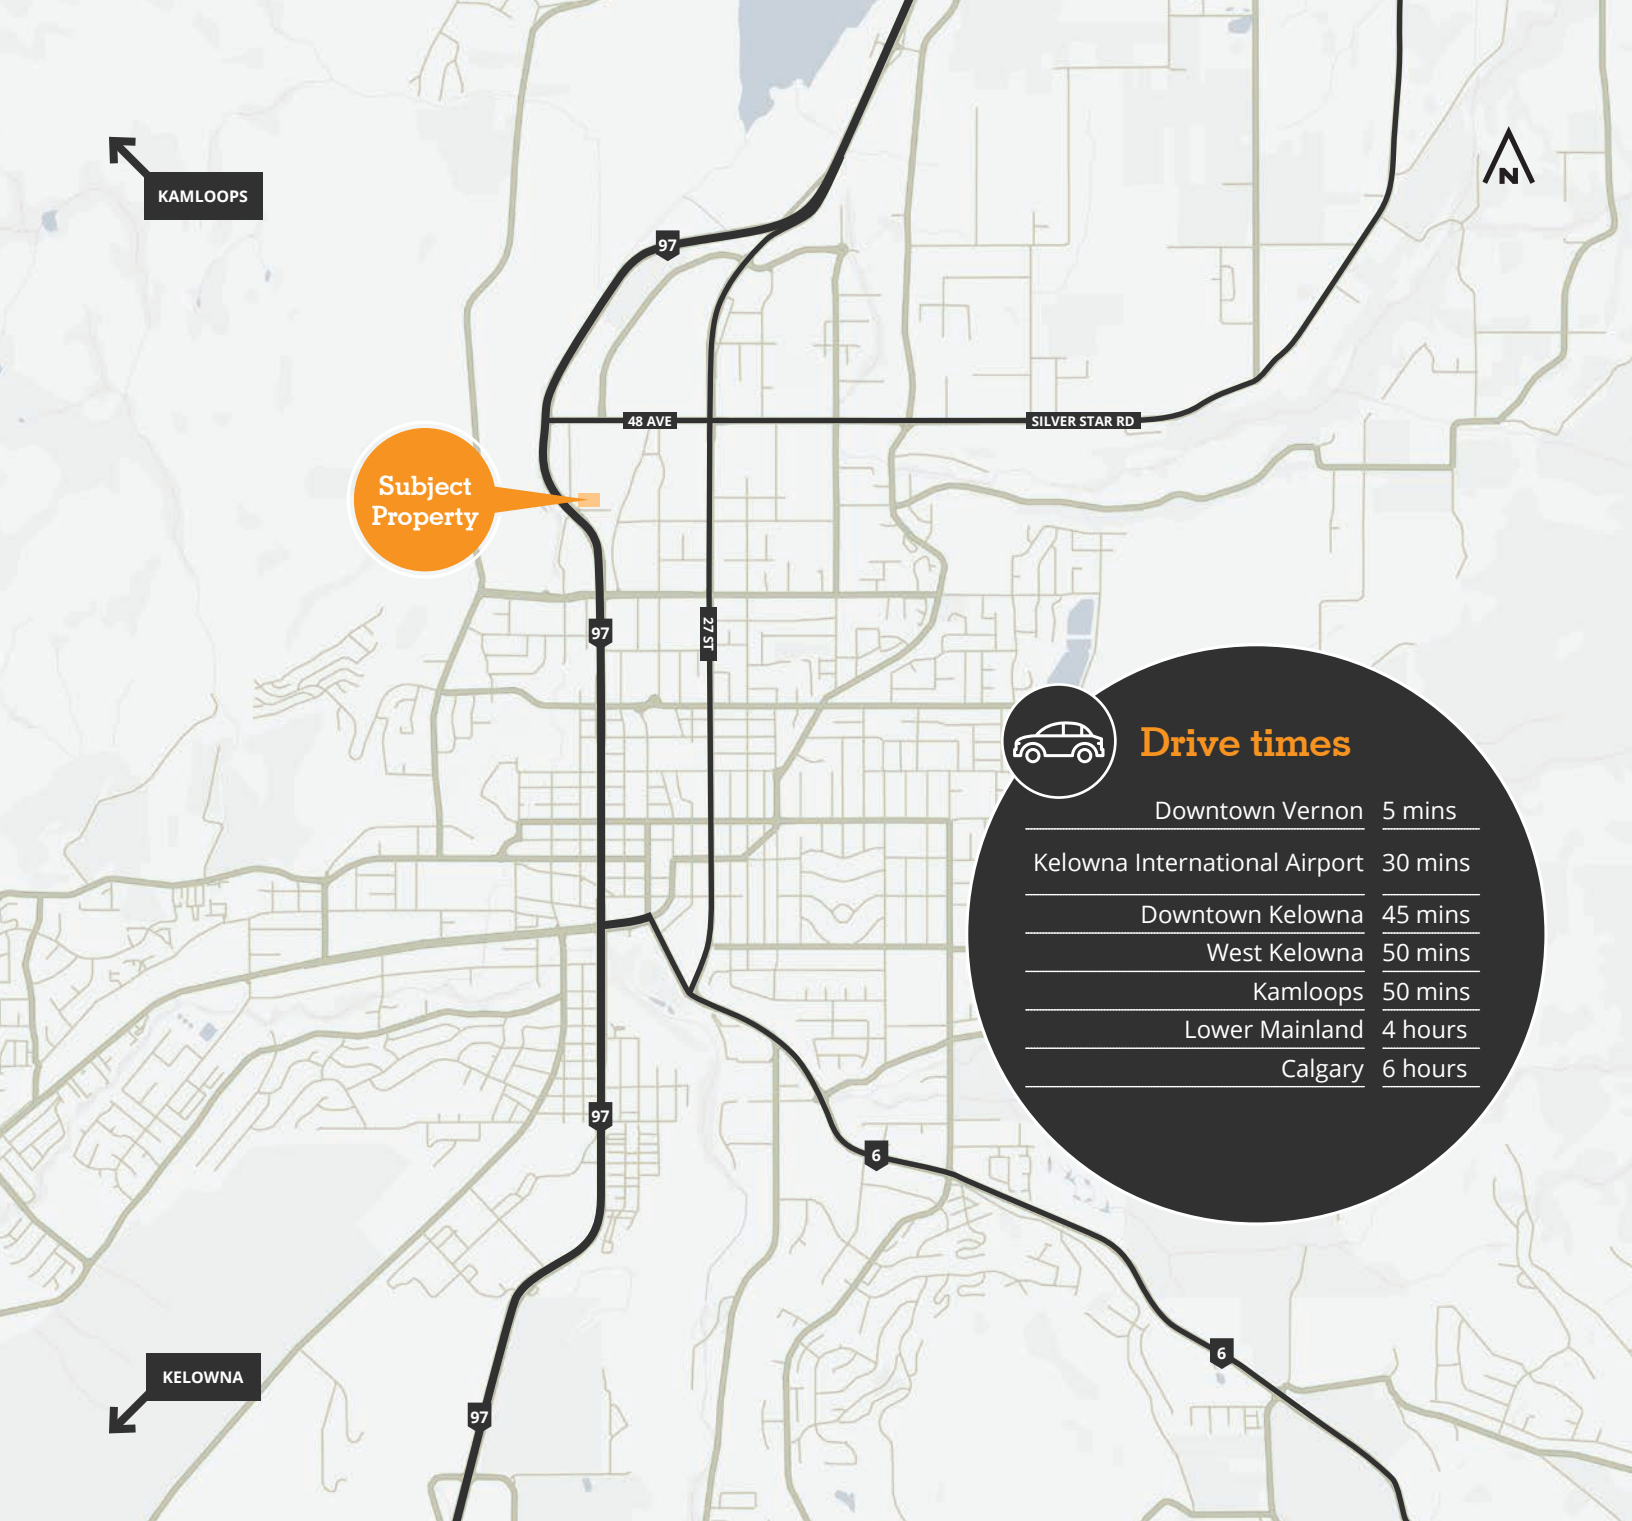 KAMLOOPS
N
97
48 AVE
SILVER STAR RD
Subject
Property
97
27 ST
Drive times
Downtown Vernon 5 mins
Kelowna International Airport 30 mins
Downtown Kelowna 45 mins
West Kelowna 50 mins
Kamloops 50 mins
Lower Mainland 4 hours
Calgary 6 hours
97
6
6
KELOWNA
97